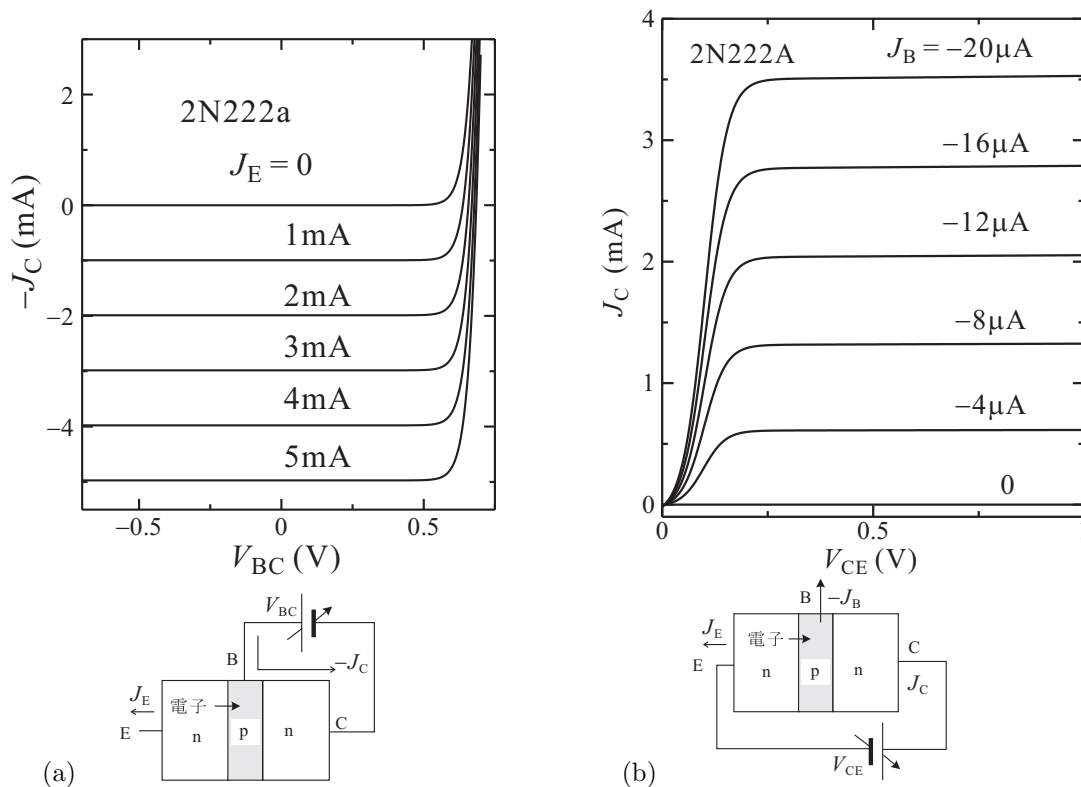 2N222a
J_E = 0
1mA
2mA
3mA
4mA
5mA
2
0
−2
−4
−J_C (mA)
−0.5
0
0.5
V_BC (V)
V_BC
B
−J_C
J_E
電子
E
n
p
n
C
(a)
2N222A
J_B = −20μA
−16μA
−12μA
−8μA
−4μA
0
4
3
2
1
0
J_C (mA)
0
0.5
1
V_CE (V)
B
−J_B
J_E
電子
E
n
p
n
C
J_C
V_CE
(b)